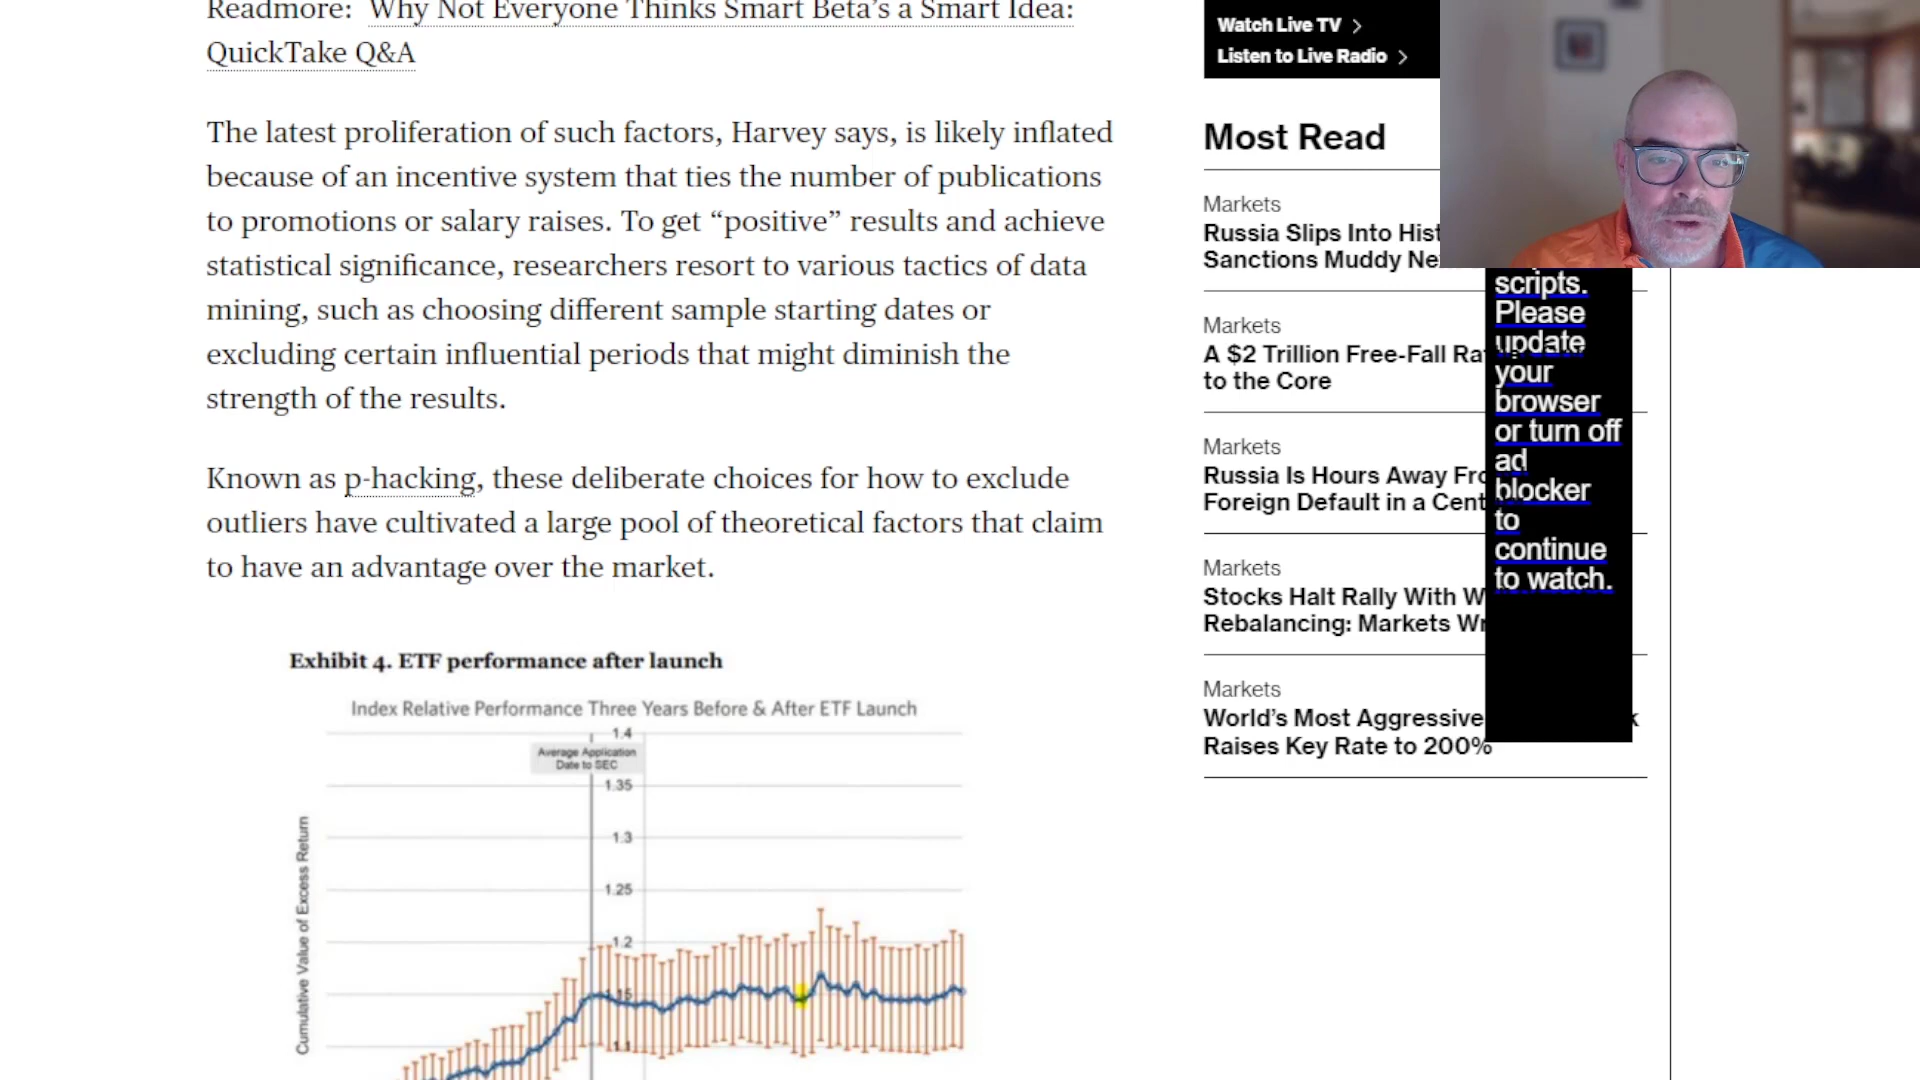 Readmore: Why Not Everyone Thinks Smart Beta’s a Smart Idea:
QuickTake Q&A
The latest proliferation of such factors, Harvey says, is likely inflated
because of an incentive system that ties the number of publications
to promotions or salary raises. To get “positive” results and achieve
statistical significance, researchers resort to various tactics of data
mining, such as choosing different sample starting dates or
excluding certain influential periods that might diminish the
strength of the results.
Known as p-hacking, these deliberate choices for how to exclude
outliers have cultivated a large pool of theoretical factors that claim
to have an advantage over the market.
Exhibit 4. ETF performance after launch
Index Relative Performance Three Years Before & After ETF Launch
1.4
Average Application
Date to SEC
1.35
1.3
1.25
1.2
1.15
1.1
Cumulative Value of Excess Return
Watch Live TV
Listen to Live Radio
Most Read
Markets
Russia Slips Into
Sanctions Muddy
Markets
A $2 Trillion Free-Fall
to the Core
Markets
Russia Is Hours Away
Foreign Default in a
Markets
Stocks Halt Rally With
Rebalancing: Markets
Markets
World’s Most Aggressive
Raises Key Rate to 200%
scripts.
Please
update
your
browser
or turn off
ad
blocker
to
continue
to watch.